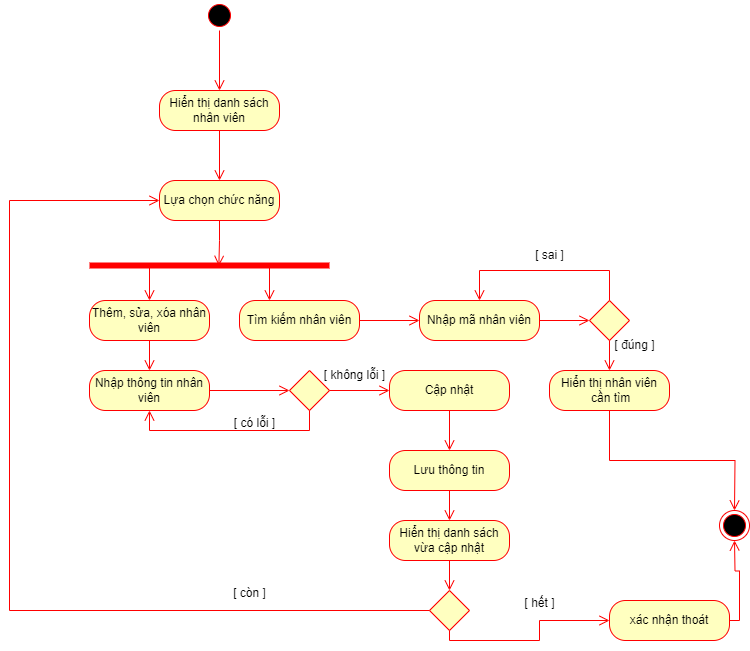 Hiển thị danh sách
nhân viên
Lựa chọn chức năng
[ sai ]
Thêm, sửa, xóa nhân
viên
Tìm kiếm nhân viên
Nhập mã nhân viên
[ đúng ]
Nhập thông tin nhân
viên
[ không lỗi ]
Cập nhật
Hiển thị nhân viên
cần tìm
[ có lỗi ]
Lưu thông tin
Hiển thị danh sách
vừa cập nhật
[ còn ]
[ hết ]
xác nhận thoát